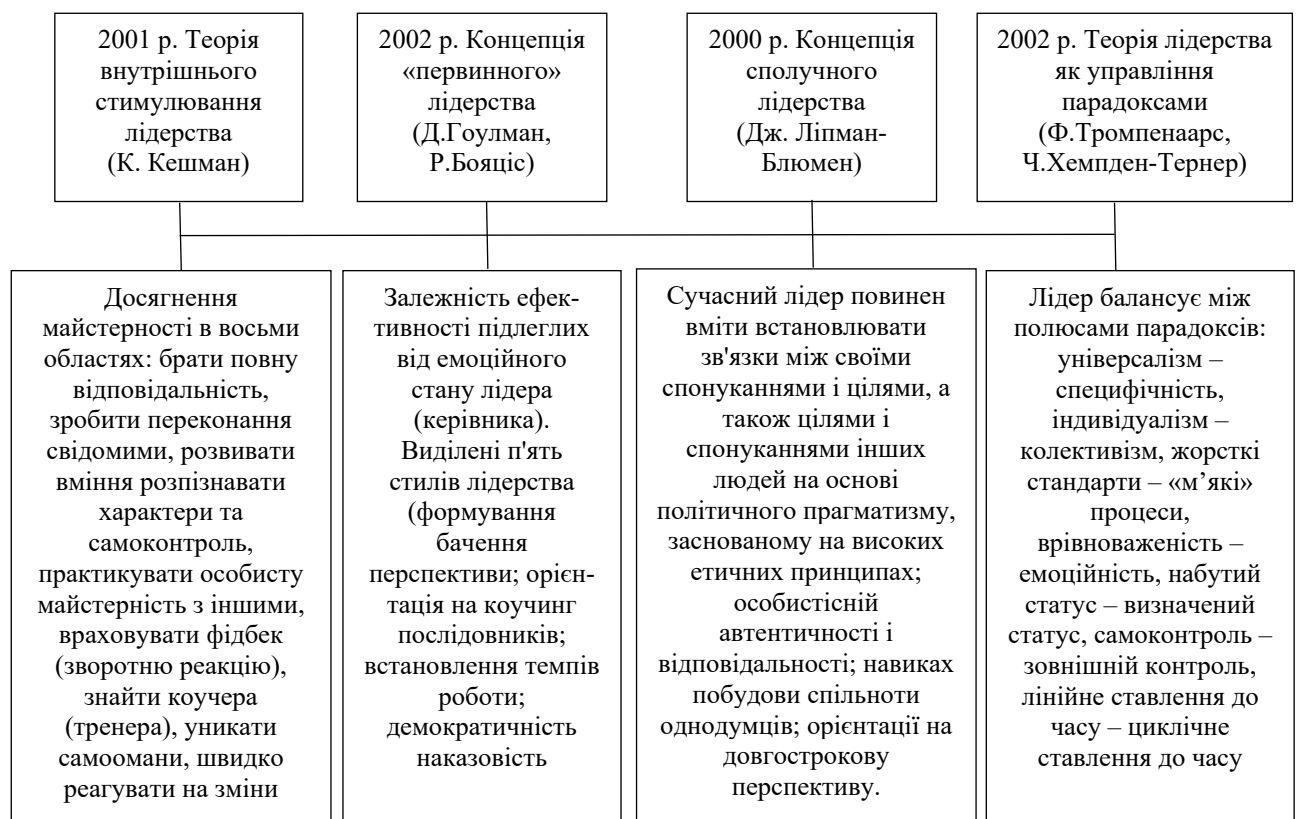 2001 р. Теорія
внутрішнього
стимулювання
лідерства
(К. Кешман)
2002 р. Концепція
«первинного»
лідерства
(Д.Гоулман,
Р.Бояціс)
2000 р. Концепція
сполучного
лідерства
(Дж. Ліпман-
Блюмен)
2002 р. Теорія лідерства
як управління
парадоксами
(Ф.Тромпенаарс,
Ч.Хемпден-Тернер)
Досягнення
майстерності в восьми
областях: брати повну
відповідальність,
зробити переконання
свідомими, розвивати
вміння розпізнавати
характери та
самоконтроль,
практикувати особисту
майстерність з іншими,
враховувати фідбек
(зворотню реакцію),
знайти коучера
(тренера), уникати
самоомани, швидко
реагувати на зміни
Залежність ефек-
тивності підлеглих
від емоційного
стану лідера
(керівника).
Виділені п'ять
стилів лідерства
(формування
бачення
перспективи; орієн-
тація на коучинг
послідовників;
встановлення темпів
роботи;
демократичність
наказовість
Сучасний лідер повинен
вміти встановлювати
зв'язки між своїми
спонуканнями і цілями, а
також цілями і
спонуканнями інших
людей на основі
політичного прагматизму,
заснованому на високих
етичних принципах;
особистісній
автентичності і
відповідальності; навиках
побудови спільноти
однодумців; орієнтації на
довгострокову
перспективу.
Лідер балансує між
полюсами парадоксів:
універсалізм –
специфічність,
індивідуалізм –
колективізм, жорсткі
стандарти – «м’які»
процеси,
врівноваженість –
емоційність, набутий
статус – визначений
статус, самоконтроль –
зовнішній контроль,
лінійне ставлення до
часу – циклічне
ставлення до часу